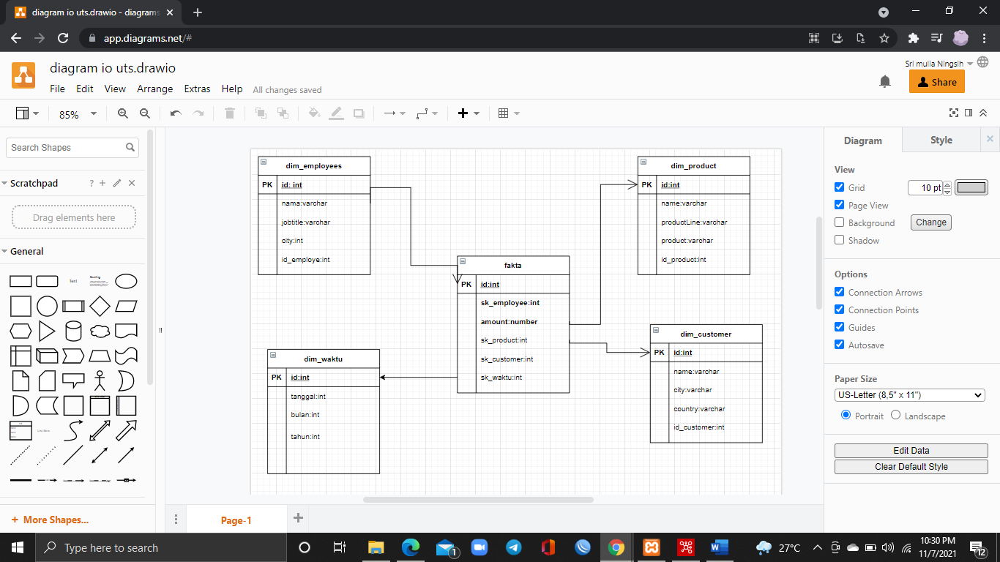 diagram io uts.drawio - diagrams
app.diagrams.net/#
diagram io uts.drawio
Sri mulia Ningsih
File Edit View Arrange Extras Help All changes saved
Share
85%
Search Shapes
Scratchpad
?
Drag elements here
General
Text
Heading
List Item
+ More Shapes...
dim_employees
PK id: int
nama:varchar
jobtitle:varchar
city:int
id_employe:int
dim_product
PK id:int
name:varchar
productLine:varchar
product:varchar
id_product:int
fakta
PK id:int
sk_employee:int
amount:number
sk_product:int
sk_customer:int
sk_waktu:int
dim_waktu
PK id:int
tanggal:int
bulan:int
tahun:int
dim_customer
PK id:int
name:varchar
city:varchar
country:varchar
id_customer:int
Page-1
Diagram Style
View
Grid 10 pt
Page View
Background Change
Shadow
Options
Connection Arrows
Connection Points
Guides
Autosave
Paper Size
US-Letter (8,5" x 11")
Portrait Landscape
Edit Data
Clear Default Style
Type here to search
1
27°C
10:30 PM
11/7/2021
12